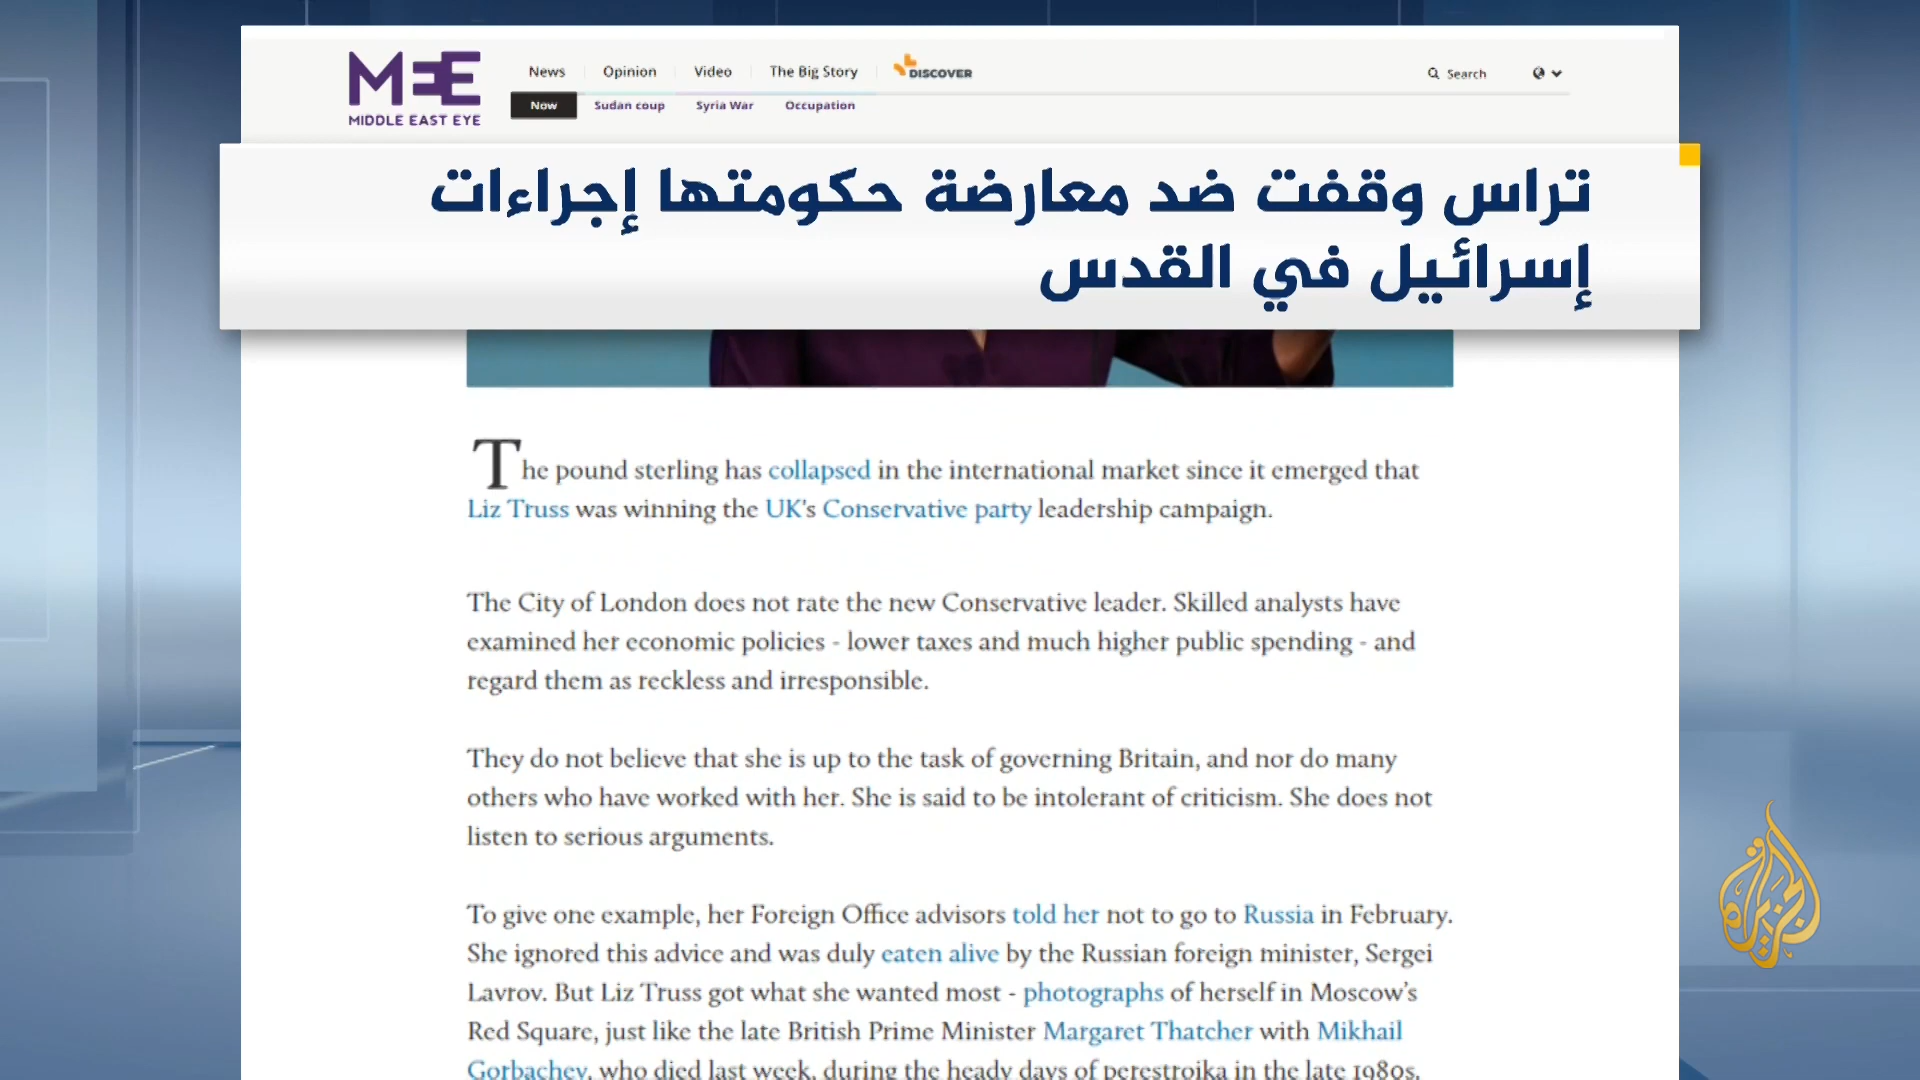 MEE
MIDDLE EAST EYE
News Opinion Video The Big Story DISCOVER Search
Now Sudan coup Syria War Occupation
تراس وقفت ضد معارضة حكومتها إجراءات
إسرائيل في القدس
The pound sterling has collapsed in the international market since it emerged that
Liz Truss was winning the UK's Conservative party leadership campaign.
The City of London does not rate the new Conservative leader. Skilled analysts have
examined her economic policies - lower taxes and much higher public spending - and
regard them as reckless and irresponsible.
They do not believe that she is up to the task of governing Britain, and nor do many
others who have worked with her. She is said to be intolerant of criticism. She does not
listen to serious arguments.
To give one example, her Foreign Office advisors told her not to go to Russia in February.
She ignored this advice and was duly eaten alive by the Russian foreign minister, Sergei
Lavrov. But Liz Truss got what she wanted most - photographs of herself in Moscow's
Red Square, just like the late British Prime Minister Margaret Thatcher with Mikhail
Gorbachev, who died last week, during the heady days of perestroika in the late 1980s.
الجزيرة